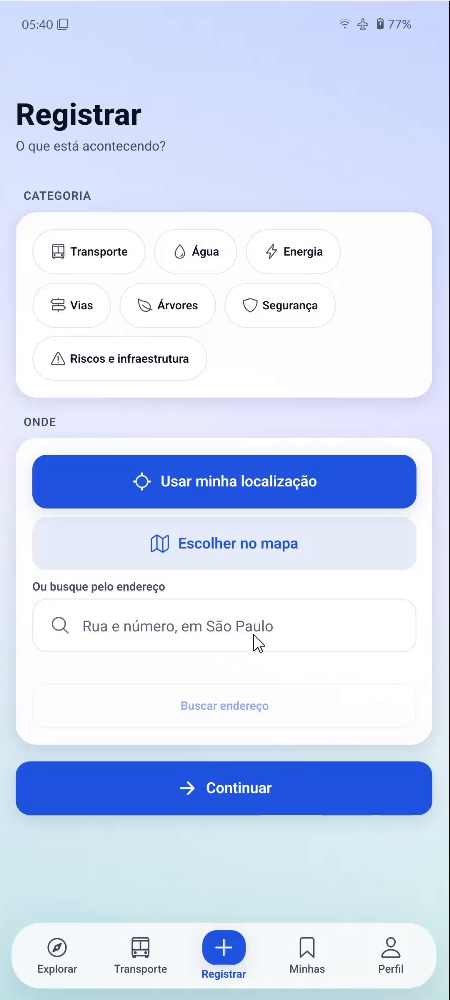 05:40
77%
Registrar
O que está acontecendo?
CATEGORIA
Transporte
Água
Energia
Vias
Árvores
Segurança
Riscos e infraestrutura
ONDE
Usar minha localização
Escolher no mapa
Ou busque pelo endereço
Rua e número, em São Paulo
Buscar endereço
Continuar
Explorar
Transporte
Registrar
Minhas
Perfil